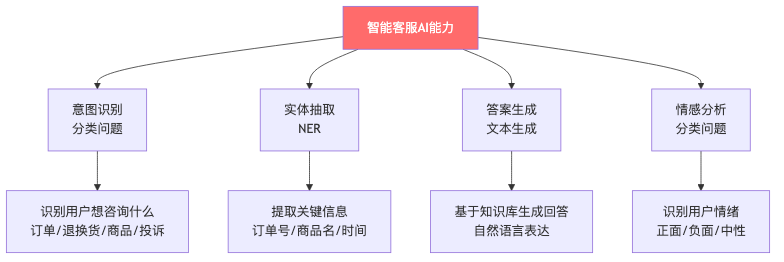 智能客服AI能力
意图识别
分类问题
实体抽取
NER
答案生成
文本生成
情感分析
分类问题
识别用户想咨询什么
订单/退换货/商品/投诉
提取关键信息
订单号/商品名/时间
基于知识库生成回答
自然语言表达
识别用户情绪
正面/负面/中性